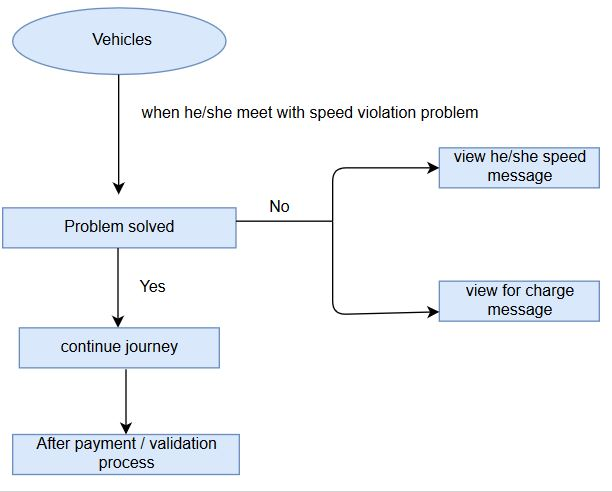 Vehicles
when he/she meet with speed violation problem
view he/she speed
message
Problem solved
No
Yes
view for charge
message
continue journey
After payment / validation
process